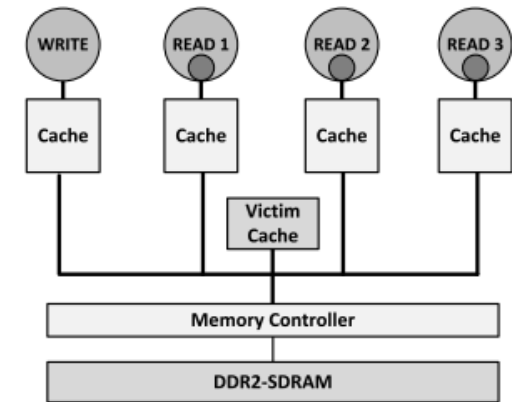 WRITE
READ 1
READ 2
READ 3
Cache
Cache
Cache
Cache
Victim
Cache
Memory Controller
DDR2-SDRAM